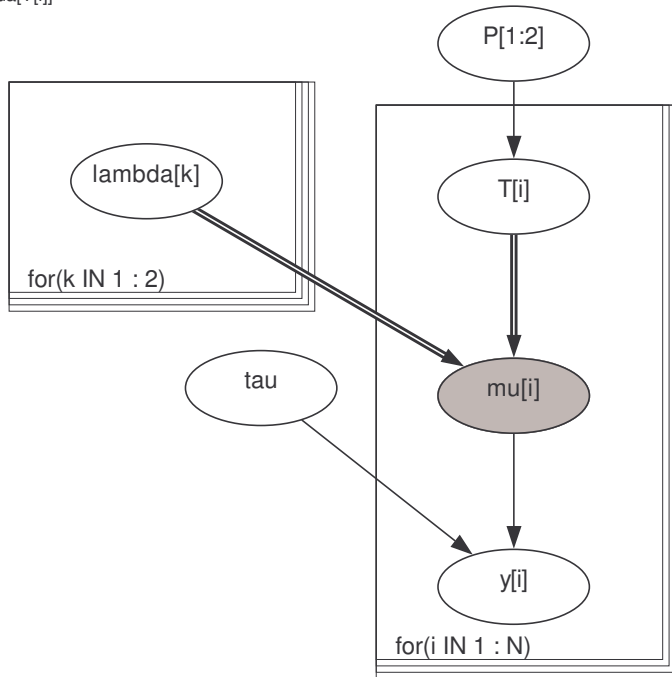 P[1:2]
lambda[k]
T[i]
for(k IN 1 : 2)
tau
mu[i]
y[i]
for(i IN 1 : N)